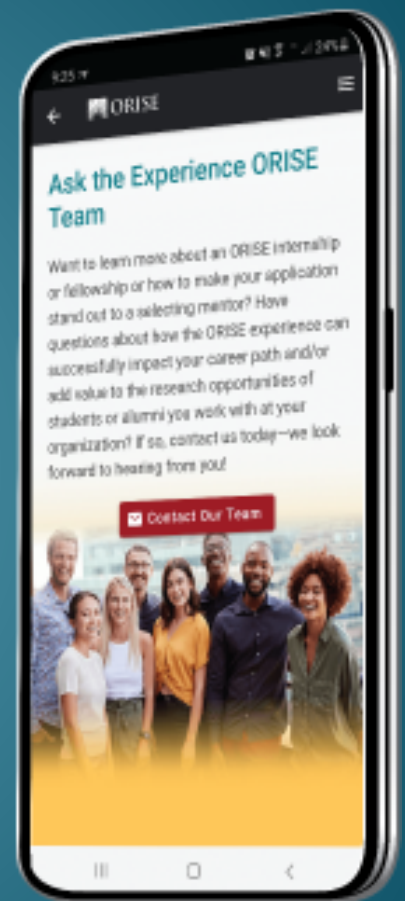 9:25
24%
ORISE
Ask the Experience ORISE
Team
Want to learn more about an ORISE internship
or fellowship or how to make your application
stand out to a selecting mentor? Have
questions about how the ORISE experience can
successfully impact your career path and/or
add value to the research opportunities of
students or alumni you work with at your
organization? If so, contact us today—we look
forward to hearing from you!
Contact Our Team